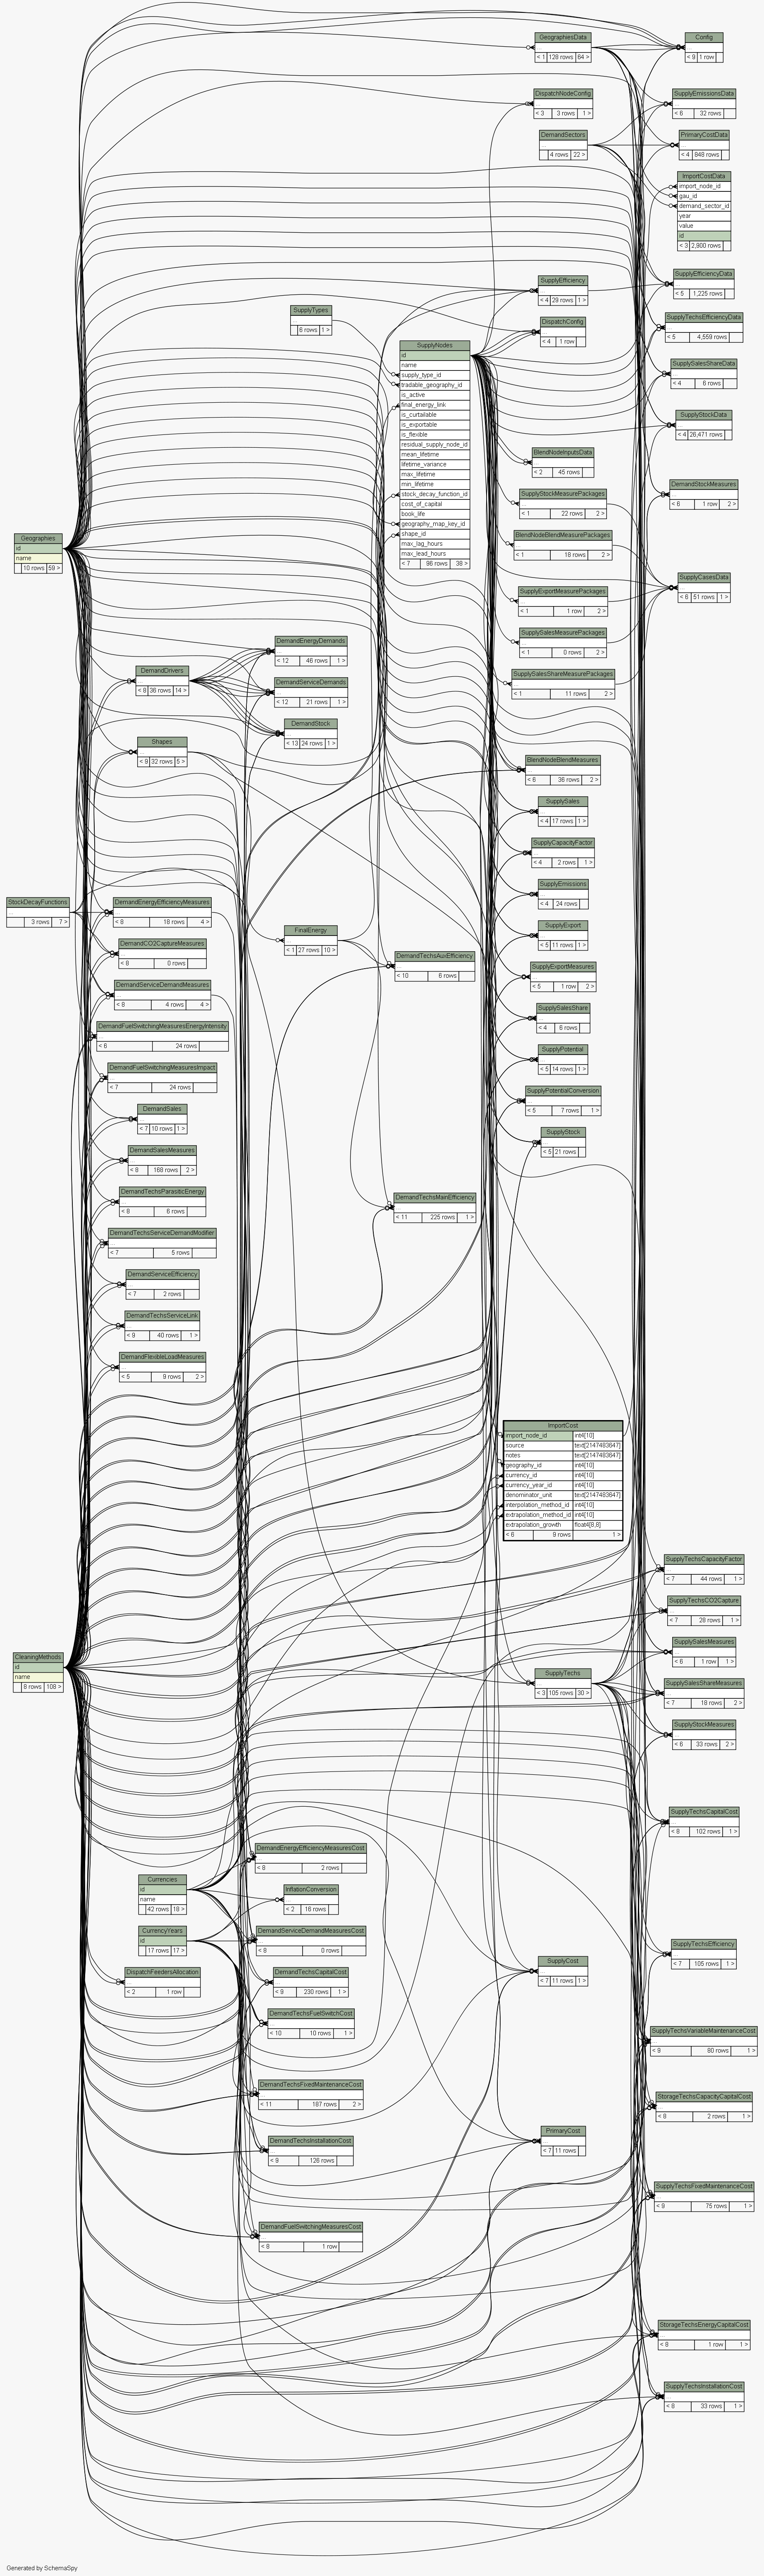 GeographiesData
...
< 1 128 rows 64 >
Config
...
< 9 1 row
DispatchNodeConfig
...
< 3 3 rows 1 >
SupplyEmissionsData
...
< 6 32 rows
DemandSectors
...
4 rows 22 >
PrimaryCostData
...
< 4 848 rows
ImportCostData
import_node_id
gau_id
demand_sector_id
year
value
id
< 3 2,900 rows
SupplyEfficiency
...
< 4 29 rows 1 >
SupplyEfficiencyData
...
< 5 1,225 rows
SupplyTypes
...
6 rows 1 >
DispatchConfig
...
< 4 1 row
SupplyTechsEfficiencyData
...
< 5 4,559 rows
SupplyNodes
id
name
supply_type_id
tradable_geography_id
is_active
final_energy_link
is_curtailable
is_exportable
is_flexible
residual_supply_node_id
mean_lifetime
lifetime_variance
max_lifetime
min_lifetime
stock_decay_function_id
cost_of_capital
book_life
geography_map_key_id
shape_id
max_lag_hours
max_lead_hours
< 7 96 rows 38 >
SupplySalesShareData
...
< 4 6 rows
SupplyStockData
...
< 4 26,471 rows
BlendNodeInputsData
...
< 2 45 rows
DemandStockMeasures
...
< 6 1 row 2 >
SupplyStockMeasurePackages
...
< 1 22 rows 2 >
BlendNodeBlendMeasurePackages
...
< 1 18 rows 2 >
Geographies
id
name
10 rows 59 >
SupplyCasesData
...
< 6 51 rows 1 >
SupplyExportMeasurePackages
...
< 1 1 row 2 >
SupplySalesMeasurePackages
...
< 1 0 rows 2 >
SupplySalesShareMeasurePackages
...
< 1 11 rows 2 >
DemandEnergyDemands
...
< 12 46 rows 1 >
DemandDrivers
...
< 8 36 rows 14 >
DemandServiceDemands
...
< 12 21 rows 1 >
DemandStock
...
< 13 24 rows 1 >
Shapes
...
< 9 32 rows 5 >
BlendNodeBlendMeasures
...
< 6 36 rows 2 >
SupplySales
...
< 4 17 rows 1 >
SupplyCapacityFactor
...
< 4 2 rows 1 >
SupplyEmissions
...
< 4 24 rows
StockDecayFunctions
...
3 rows 7 >
DemandEnergyEfficiencyMeasures
...
< 8 18 rows 4 >
FinalEnergy
...
< 1 27 rows 10 >
SupplyExport
...
< 5 11 rows 1 >
DemandCO2CaptureMeasures
...
< 8 0 rows
DemandTechsAuxEfficiency
...
< 10 6 rows
SupplyExportMeasures
...
< 5 1 row 2 >
DemandServiceDemandMeasures
...
< 8 4 rows 4 >
SupplySalesShare
...
< 4 6 rows
DemandFuelSwitchingMeasuresEnergyIntensity
...
< 6 24 rows
SupplyPotential
...
< 5 14 rows 1 >
DemandFuelSwitchingMeasuresImpact
...
< 7 24 rows
SupplyPotentialConversion
...
< 5 7 rows 1 >
DemandSales
...
< 7 10 rows 1 >
SupplyStock
...
< 5 21 rows
DemandSalesMeasures
...
< 8 168 rows 2 >
DemandTechsParasiticEnergy
...
< 8 6 rows
DemandTechsMainEfficiency
...
< 11 225 rows 1 >
DemandTechsServiceDemandModifier
...
< 7 5 rows
DemandServiceEfficiency
...
< 7 2 rows
DemandTechsServiceLink
...
< 9 40 rows 1 >
DemandFlexibleLoadMeasures
...
< 5 9 rows 2 >
ImportCost
import_node_id int4[10]
source text[2147483647]
notes text[2147483647]
geography_id int4[10]
currency_id int4[10]
currency_year_id int4[10]
denominator_unit text[2147483647]
interpolation_method_id int4[10]
extrapolation_method_id int4[10]
extrapolation_growth float4[8,8]
< 6 9 rows 1 >
SupplyTechsCapacityFactor
...
< 7 44 rows 1 >
SupplyTechsCO2Capture
...
< 7 28 rows 1 >
SupplySalesMeasures
...
< 6 1 row 1 >
CleaningMethods
id
name
8 rows 108 >
SupplyTechs
...
< 3 105 rows 30 >
SupplySalesShareMeasures
...
< 7 18 rows 2 >
SupplyStockMeasures
...
< 6 33 rows 2 >
SupplyTechsCapitalCost
...
< 8 102 rows 1 >
DemandEnergyEfficiencyMeasuresCost
...
< 8 2 rows
Currencies
id
name
42 rows 18 >
InflationConversion
...
< 2 16 rows
CurrencyYears
id
17 rows 17 >
DemandServiceDemandMeasuresCost
...
< 8 0 rows
SupplyTechsEfficiency
...
< 7 105 rows 1 >
SupplyCost
...
< 7 11 rows 1 >
DispatchFeedersAllocation
...
< 2 1 row
DemandTechsCapitalCost
...
< 9 230 rows 1 >
DemandTechsFuelSwitchCost
...
< 10 10 rows 1 >
SupplyTechsVariableMaintenanceCost
...
< 8 80 rows 1 >
DemandTechsFixedMaintenanceCost
...
< 11 187 rows 2 >
StorageTechsCapacityCapitalCost
...
< 8 2 rows 1 >
DemandTechsInstallationCost
...
< 9 126 rows
PrimaryCost
...
< 7 11 rows
SupplyTechsFixedMaintenanceCost
...
< 9 75 rows 1 >
DemandFuelSwitchingMeasuresCost
...
< 8 1 row
StorageTechsEnergyCapitalCost
...
< 8 1 row 1 >
SupplyTechsInstallationCost
...
< 8 33 rows 1 >
Generated by SchemaSpy